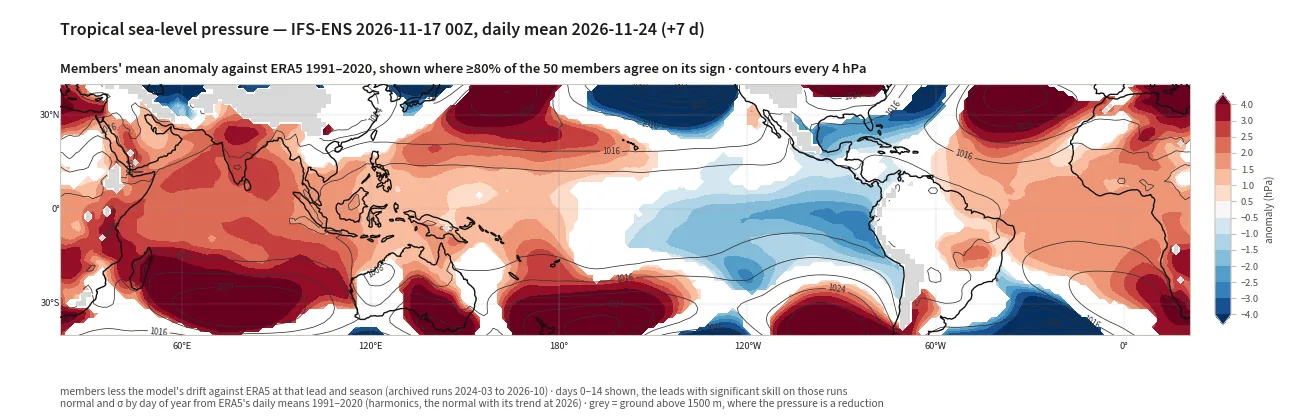 Tropical sea-level pressure — IFS-ENS 2026-11-17 00Z, daily mean 2026-11-24 (+7 d)
Members' mean anomaly against ERA5 1991–2020, shown where ≥80% of the 50 members agree on its sign · contours every 4 hPa
30°N
0°
30°S
60°E
120°E
180°
120°W
60°W
0°
1016
1016
1016
1016
1016
1024
1016
1016
1008
4.0
3.0
2.5
2.0
1.5
1.0
0.5
−0.5
−1.0
−1.5
−2.0
−2.5
−3.0
−4.0
anomaly (hPa)
members less the model's drift against ERA5 at that lead and season (archived runs 2024-03 to 2026-10) · days 0–14 shown, the leads with significant skill on those runs
normal and σ by day of year from ERA5's daily means 1991–2020 (harmonics, the normal with its trend at 2026) · grey = ground above 1500 m, where the pressure is a reduction